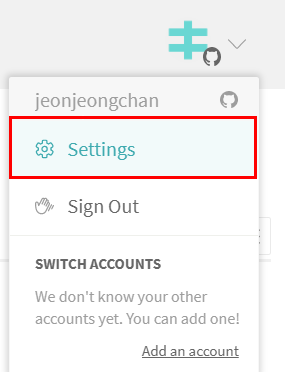 jeonjeongchan
Settings
Sign Out
SWITCH ACCOUNTS
We don't know your other
accounts yet. You can add one!
Add an account